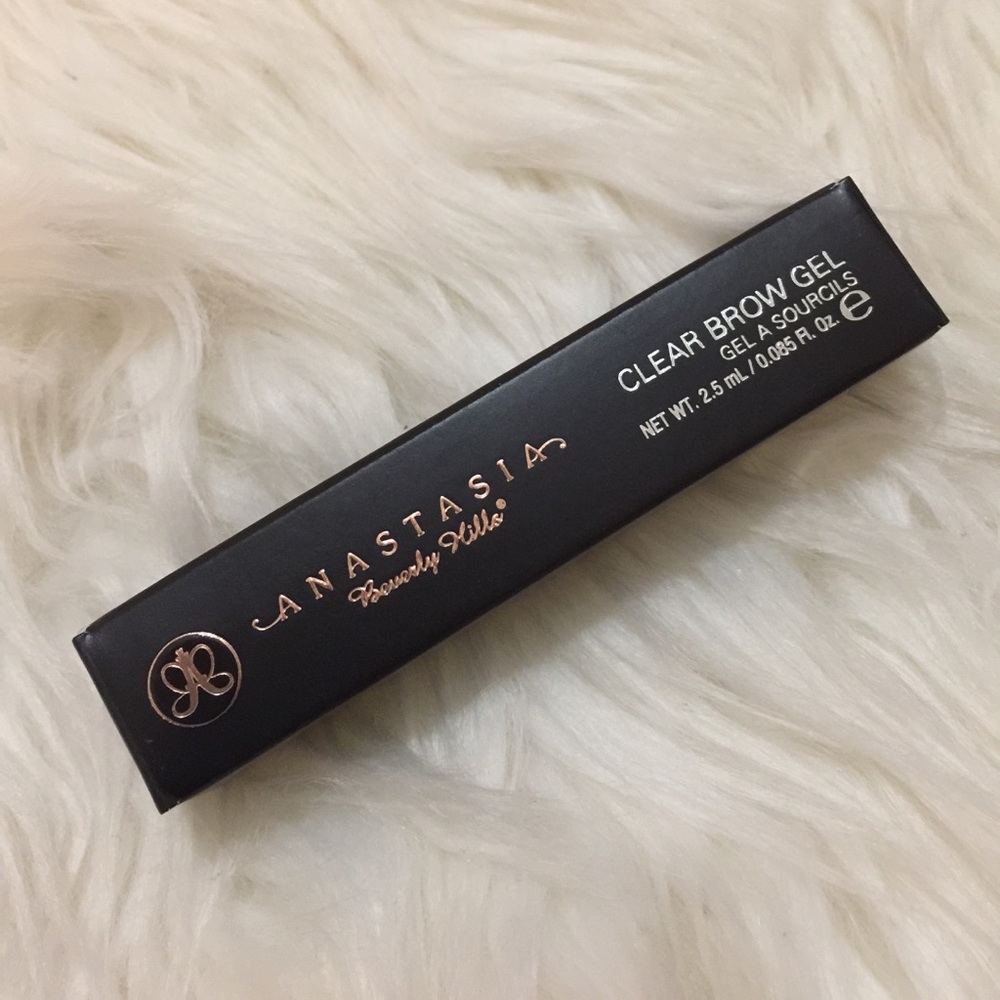 ANASTASIA
Beverly Hills®
CLEAR BROW GEL
GEL A SOURCILS
NET WT. 2.5 mL / 0.085 Fl. Oz. ℮